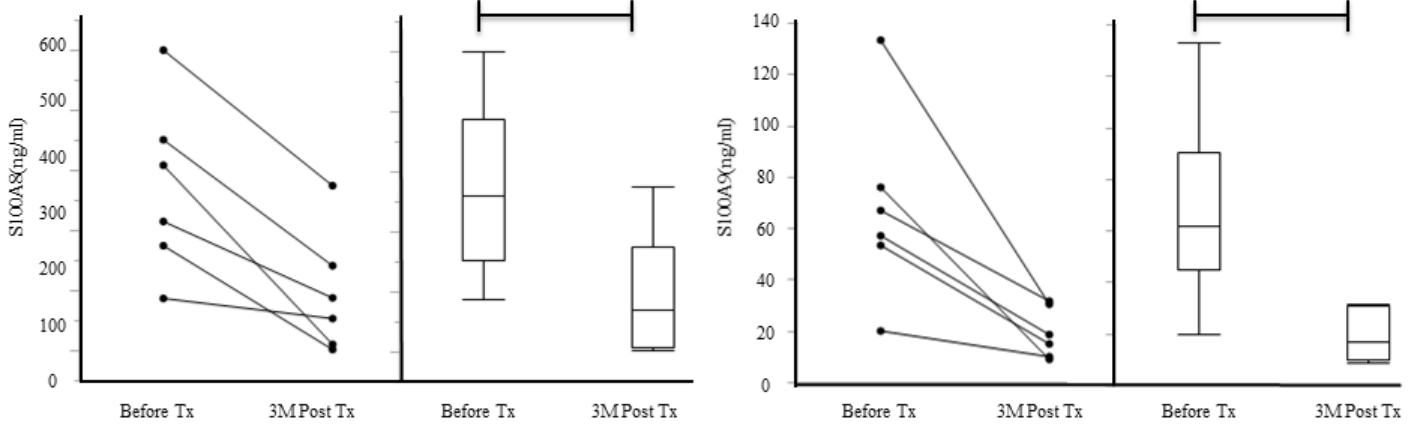 S100A8(ng/ml)
600
500
400
300
200
100
0
Before Tx
3M Post Tx
Before Tx
3M Post Tx
S100A9(ng/ml)
140
120
100
80
60
40
20
0
Before Tx
3M Post Tx
Before Tx
3M Post Tx